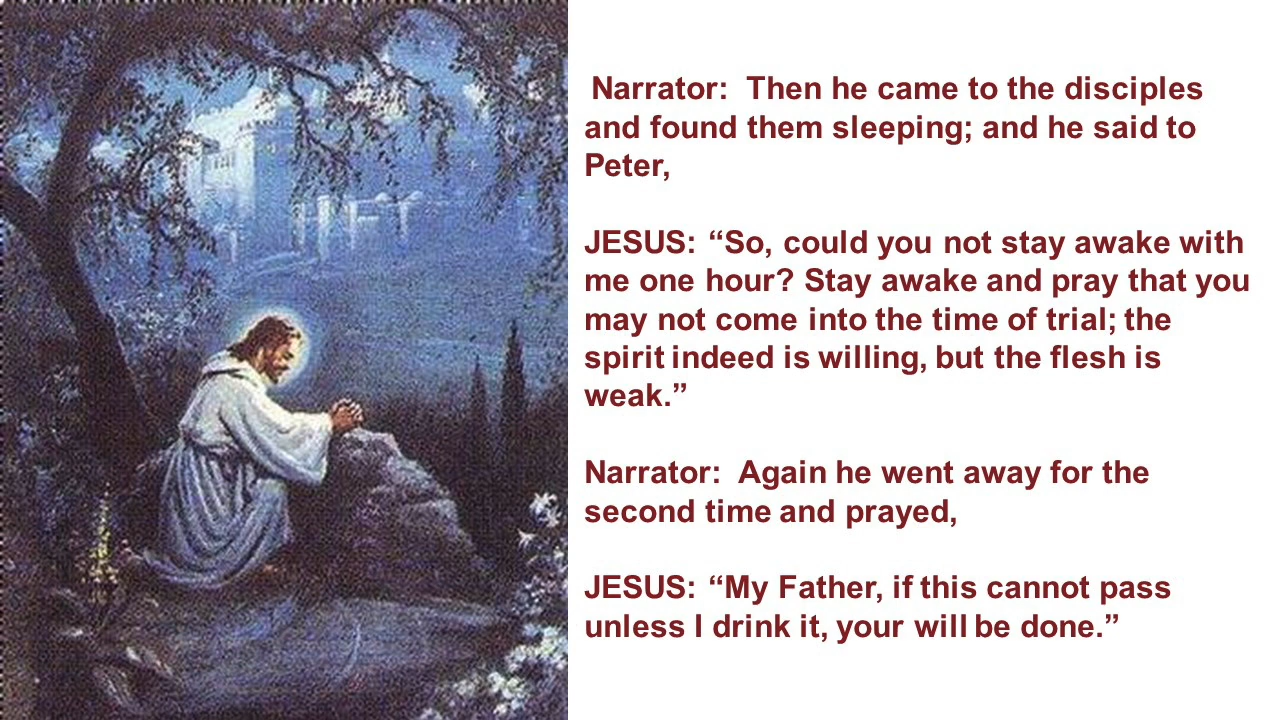 Narrator:  Then he came to the disciples
and found them sleeping; and he said to
Peter,
JESUS: “So, could you not stay awake with
me one hour? Stay awake and pray that you
may not come into the time of trial; the
spirit indeed is willing, but the flesh is
weak.”
Narrator:  Again he went away for the
second time and prayed,
JESUS: “My Father, if this cannot pass
unless I drink it, your will be done.”